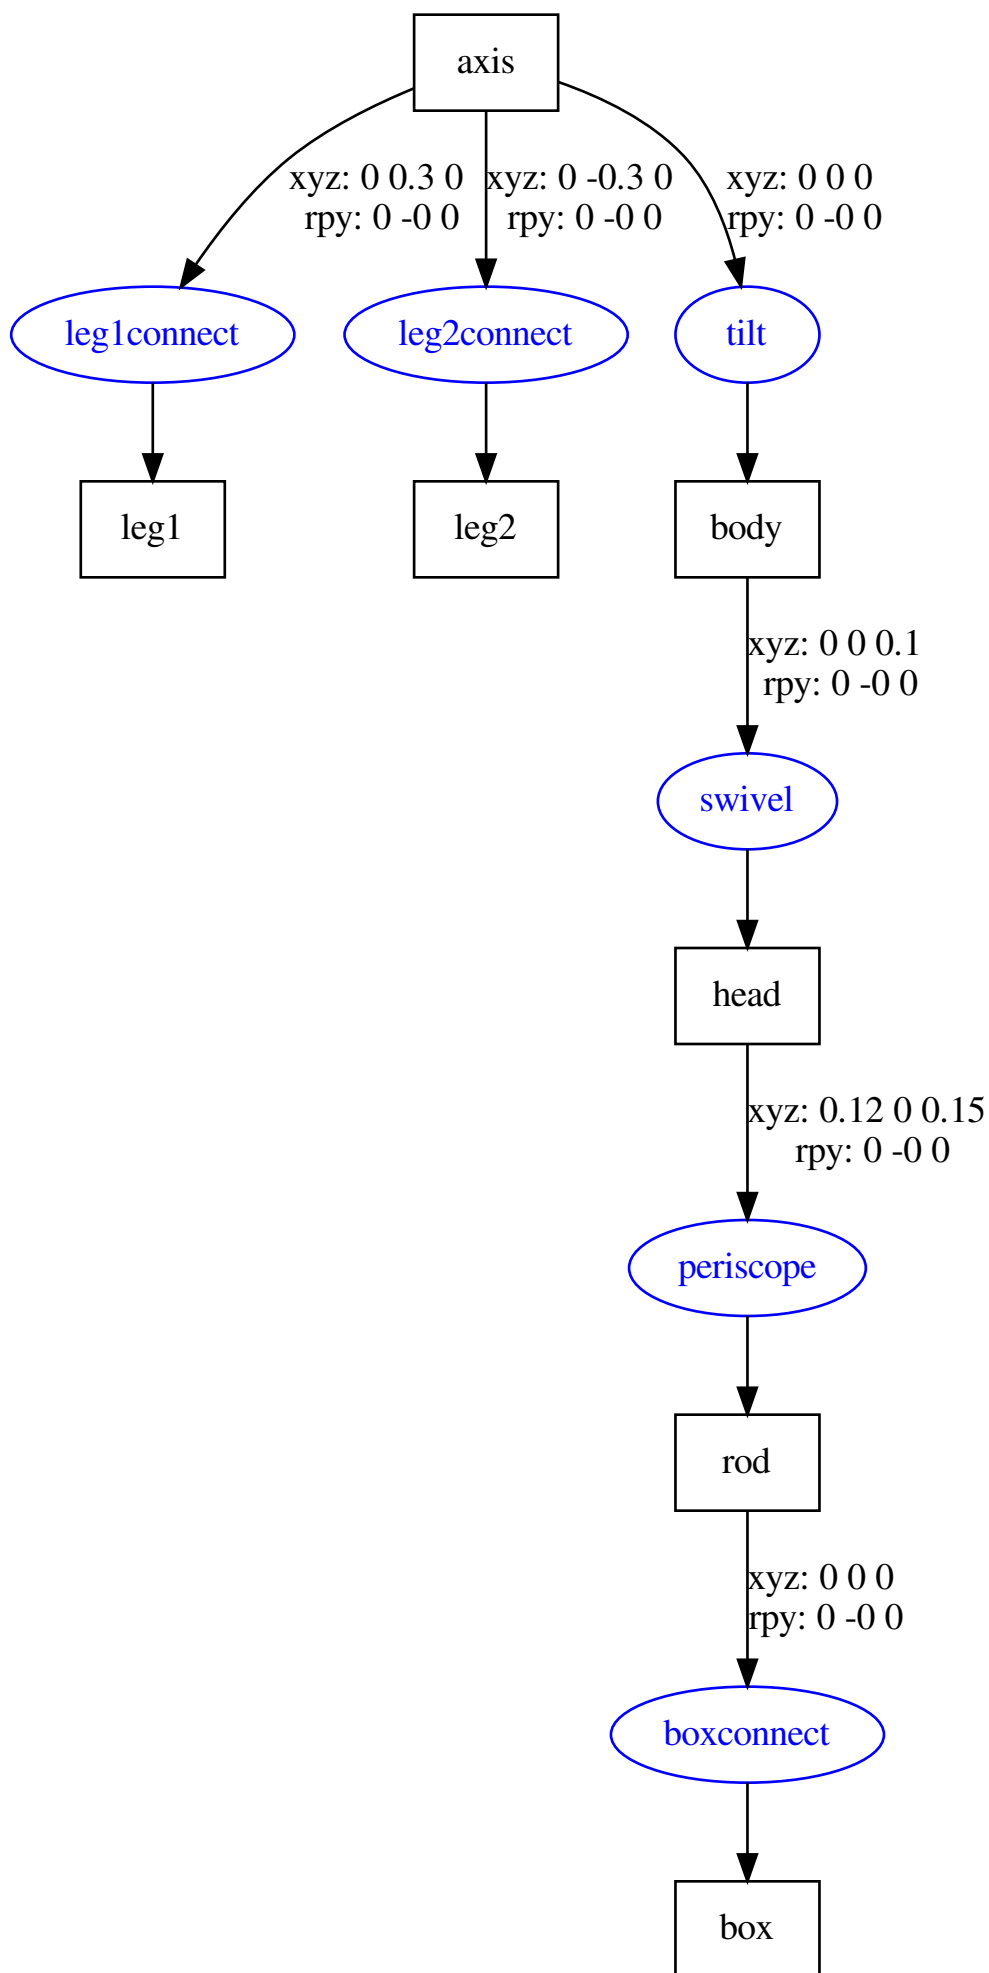 axis
xyz: 0 0.3 0
rpy: 0 -0 0
xyz: 0 -0.3 0
rpy: 0 -0 0
xyz: 0 0 0
rpy: 0 -0 0
leg1connect
leg2connect
tilt
leg1
leg2
body
xyz: 0 0 0.1
rpy: 0 -0 0
swivel
head
xyz: 0.12 0 0.15
rpy: 0 -0 0
periscope
rod
xyz: 0 0 0
rpy: 0 -0 0
boxconnect
box